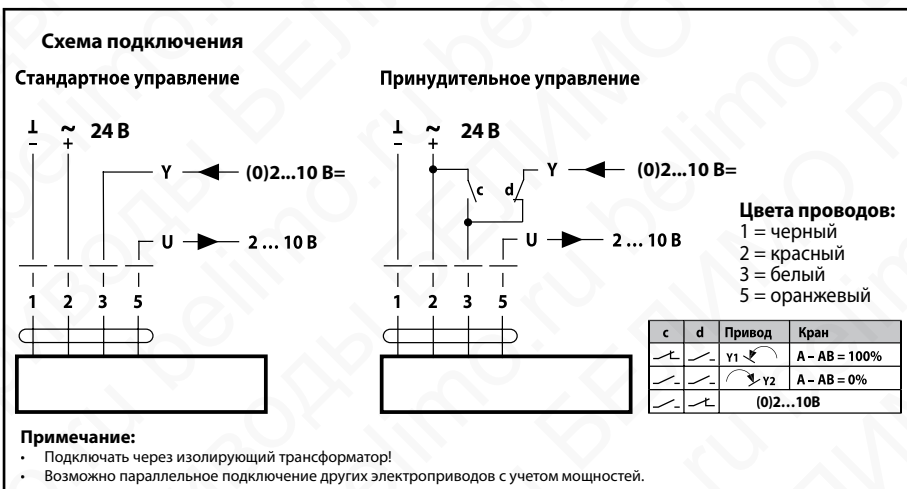 Схема подключения
Стандартное управление
⊥ ~ 24 В
- +
Y (0)2...10 В=
U 2 ... 10 В
1 2 3 5
Принудительное управление
⊥ ~ 24 В
- +
c d Y (0)2...10 В=
U 2 ... 10 В
1 2 3 5
Цвета проводов:
1 = черный
2 = красный
3 = белый
5 = оранжевый
c d Привод Кран
Y1 A – AB = 100%
Y2 A – AB = 0%
(0)2...10В
Примечание:
• Подключать через изолирующий трансформатор!
• Возможно параллельное подключение других электроприводов с учетом мощностей.